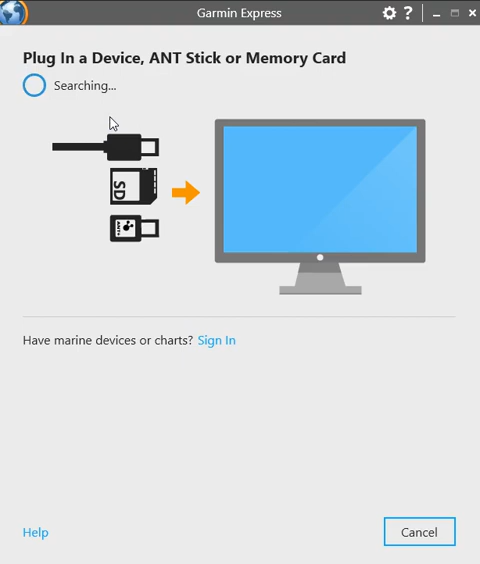 Garmin Express
Plug In a Device, ANT Stick or Memory Card
Searching...
SD
ANT+
Have marine devices or charts? Sign In
Help
Cancel